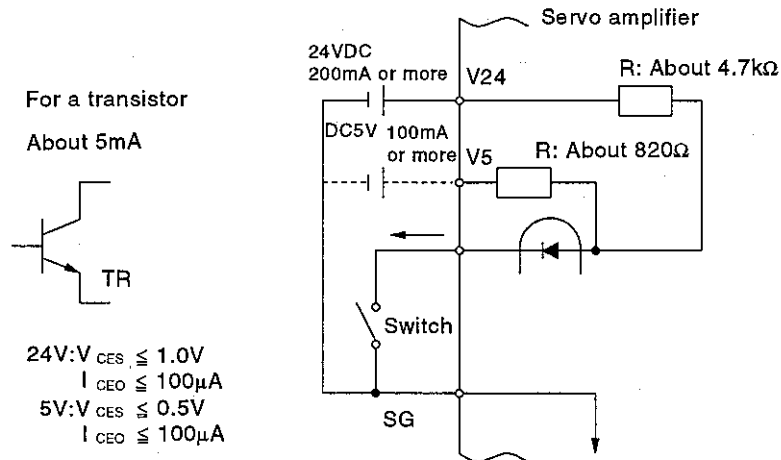 Servo amplifier
24VDC
200mA or more
V24
R: About 4.7kΩ
For a transistor
About 5mA
DC5V 100mA
or more
V5
R: About 820Ω
TR
Switch
24V:V CES ≦ 1.0V
I CEO ≦ 100μA
5V:V CES ≦ 0.5V
I CEO ≦ 100μA
SG